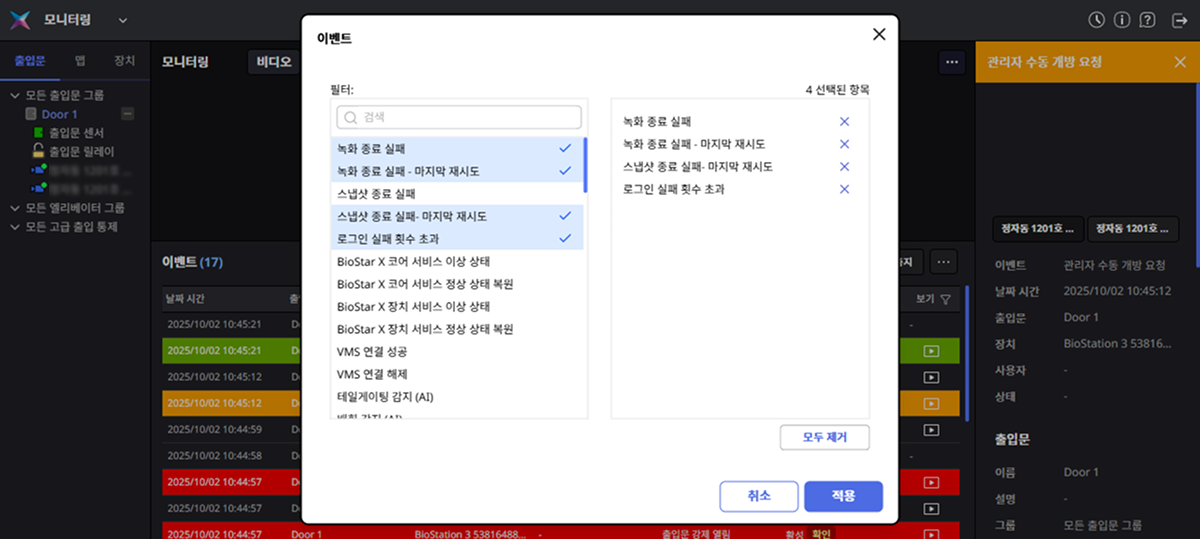 모니터링
출입문 맵 장치
모든 출입문 그룹
Door 1
출입문 센서
출입문 릴레이
모든 엘리베이터 그룹
모든 고급 출입 통제
모니터링
비디오
이벤트 (17)
날짜 시간
2025/10/02 10:45:21
2025/10/02 10:45:21
2025/10/02 10:45:12
2025/10/02 10:45:12
2025/10/02 10:44:59
2025/10/02 10:44:58
2025/10/02 10:44:57
2025/10/02 10:44:57
2025/10/02 10:44:57 Door 1 BioStation 3 53816488... - 출입문 강제 열림 활성 확인
보기
-
-
이벤트
필터:
검색
녹화 종료 실패
녹화 종료 실패 - 마지막 재시도
스냅샷 종료 실패
스냅샷 종료 실패- 마지막 재시도
로그인 실패 횟수 초과
BioStar X 코어 서비스 이상 상태
BioStar X 코어 서비스 정상 상태 복원
BioStar X 장치 서비스 이상 상태
BioStar X 장치 서비스 정상 상태 복원
VMS 연결 성공
VMS 연결 해제
테일게이팅 감지 (AI)
4 선택된 항목
녹화 종료 실패
녹화 종료 실패 - 마지막 재시도
스냅샷 종료 실패- 마지막 재시도
로그인 실패 횟수 초과
모두 제거
취소
적용
관리자 수동 개방 요청
정자동 1201호 ... 정자동 1201호 ...
이벤트 관리자 수동 개방 요청
날짜 시간 2025/10/02 10:45:12
출입문 Door 1
장치 BioStation 3 53816...
사용자 -
상태 -
출입문
이름 Door 1
설명 -
그룹 모든 출입문 그룹